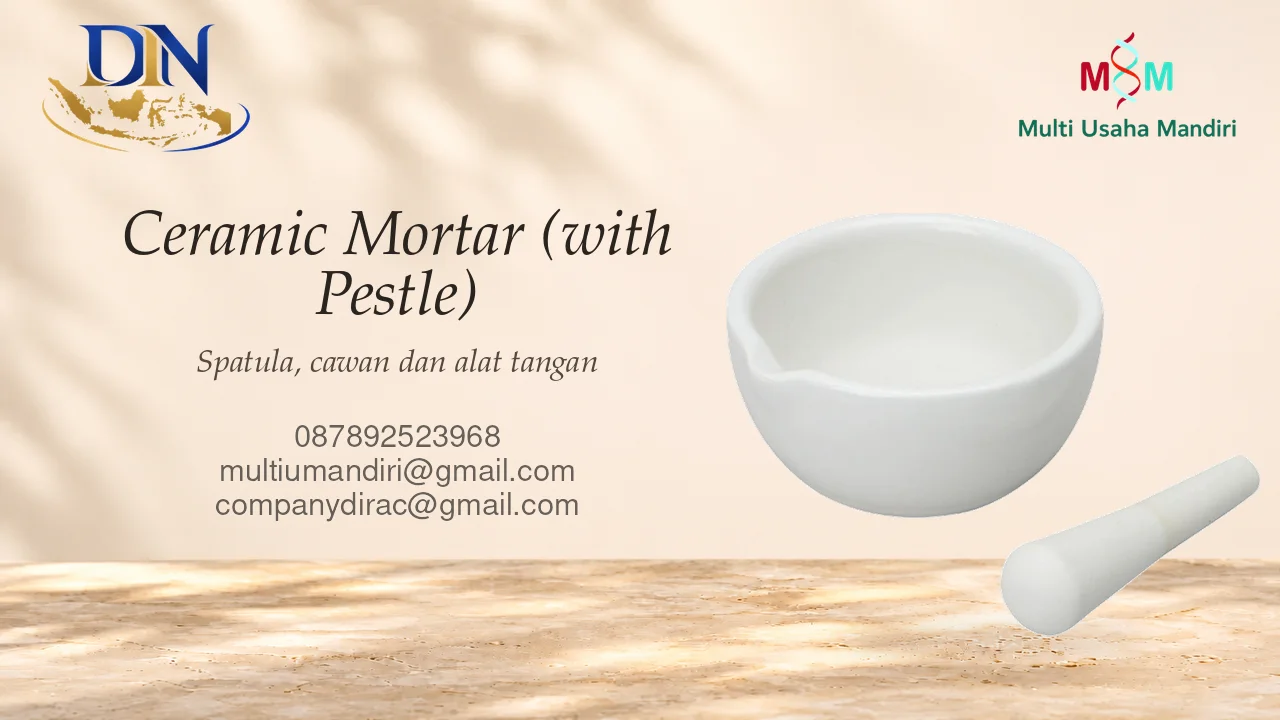 DIN
MSM
Multi Usaha Mandiri
Ceramic Mortar (with
Pestle)
Spatula, cawan dan alat tangan
087892523968
multiumandiri@gmail.com
companydirac@gmail.com